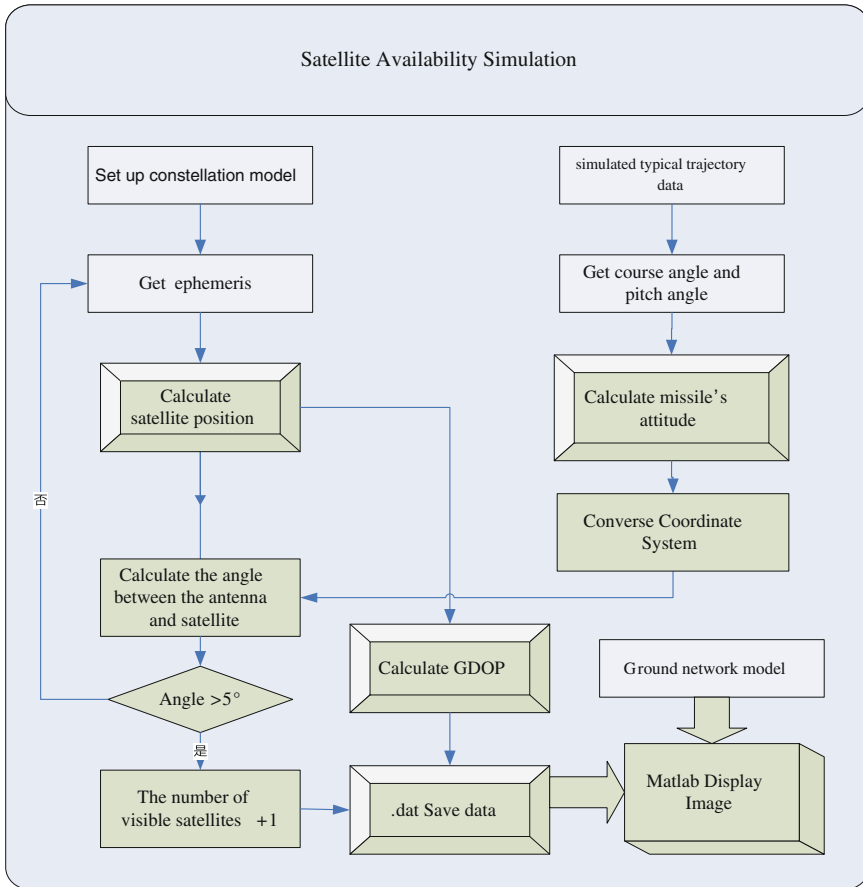 Satellite Availability Simulation
Set up constellation model
simulated typical trajectory
data
Get ephemeris
Get course angle and
pitch angle
Calculate
satellite position
Calculate missile's
attitude
否
Converse Coordinate
System
Calculate the angle
between the antenna
and satellite
Calculate GDOP
Ground network model
Angle >5°
是
The number of
visible satellites +1
.dat Save data
Matlab Display
Image